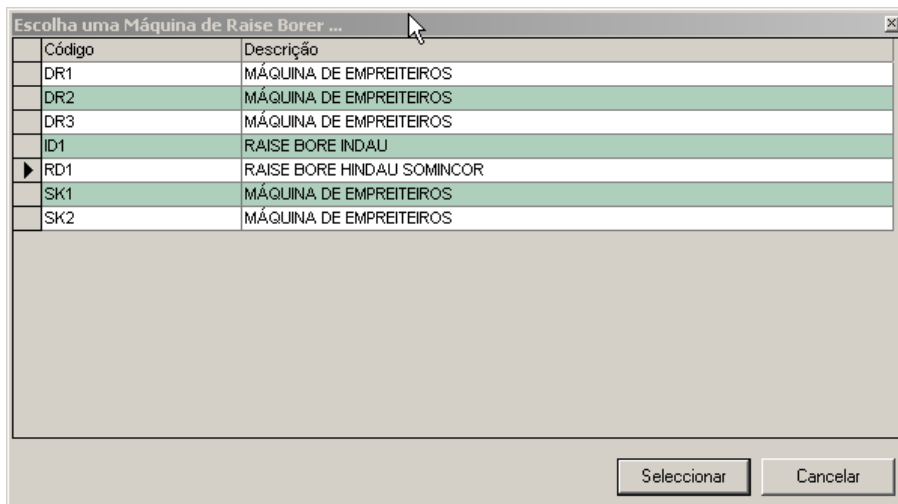 Escolha uma Máquina de Raise Borer ...
Código Descrição
DR1 MÁQUINA DE EMPREITEIROS
DR2 MÁQUINA DE EMPREITEIROS
DR3 MÁQUINA DE EMPREITEIROS
ID1 RAISE BORE INDAU
RD1 RAISE BORE HINDAU SOMINCOR
SK1 MÁQUINA DE EMPREITEIROS
SK2 MÁQUINA DE EMPREITEIROS
Seleccionar Cancelar